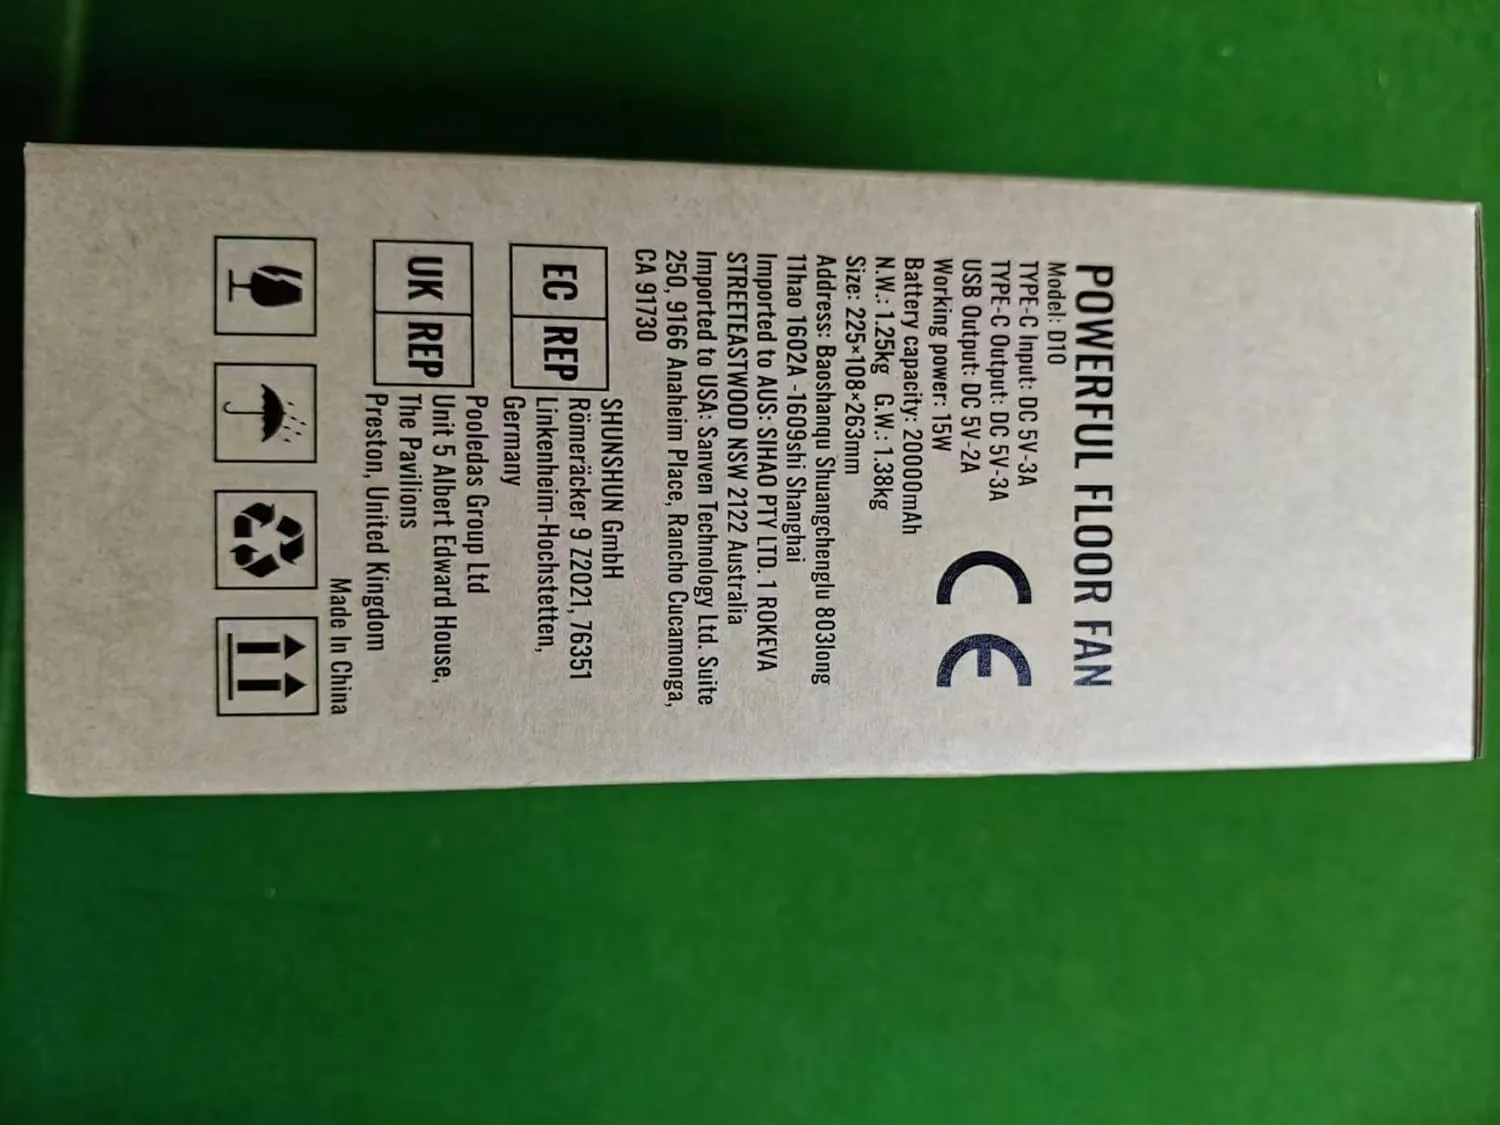 POWERFUL FLOOR FAN
Model: D10
TYPE-C Input: DC 5V-3A
TYPE-C Output: DC 5V-3A
USB Output: DC 5V-2A
Working power: 15W
Battery capacity: 20000mAh
N.W.: 1.25kg G.W.: 1.38kg
Size: 225×108×263mm
CE
Address: Baoshanqu Shuangchenglu 803long
11hao 1602A -1609shi Shanghai
Imported to AUS: SIHAO PTY LTD. 1 ROKEVA
STREETEASTWOOD NSW 2122 Australia
Imported to USA: Sanven Technology Ltd. Suite
250, 9166 Anaheim Place, Rancho Cucamonga,
CA 91730
EC REP
SHUNSHUN GmbH
Römeräcker 9 Z2021, 76351
Linkenheim-Hochstetten,
Germany
UK REP
Pooledas Group Ltd
Unit 5 Albert Edward House,
The Pavilions
Preston, United Kingdom
Made In China